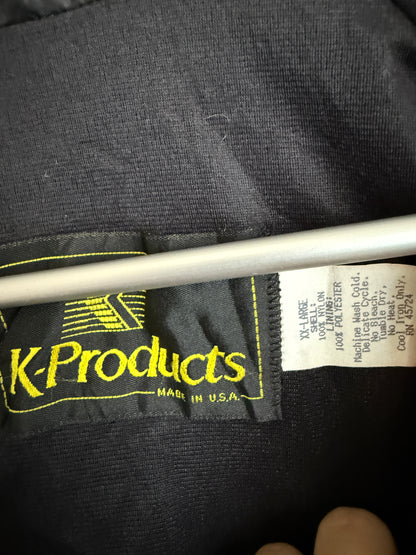 K-Products
MADE IN U.S.A.
XX-LARGE
SHELL:
100% NYLON
LINING:
100% POLYESTER
Machine Wash Cold.
Delicate Cycle.
No Bleach.
Tumble Dry,
No Heat.
Cool Iron Only.
RN 45724